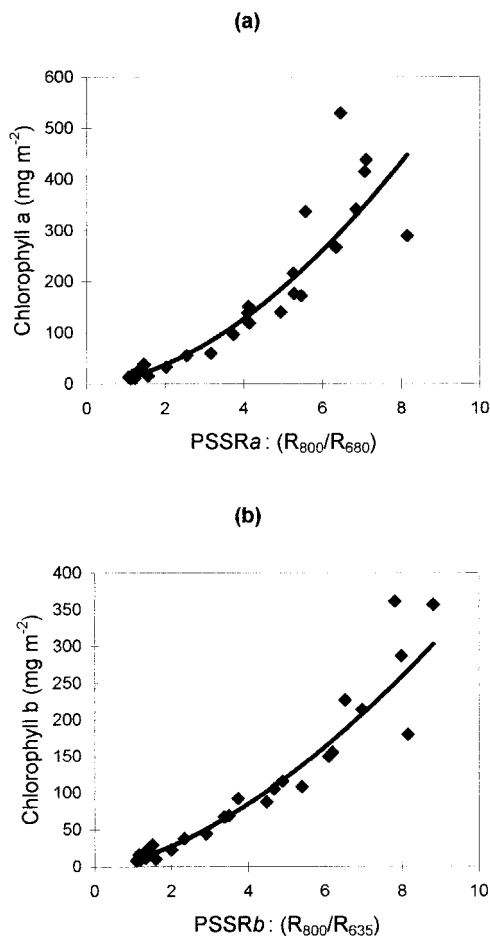 (a)
600
500
400
300
200
100
0
Chlorophyll a (mg m⁻²)
0 2 4 6 8 10
PSSRa : (R₈₀₀/R₆₈₀)
(b)
400
350
300
250
200
150
100
50
0
Chlorophyll b (mg m⁻²)
0 2 4 6 8 10
PSSRb : (R₈₀₀/R₆₃₅)